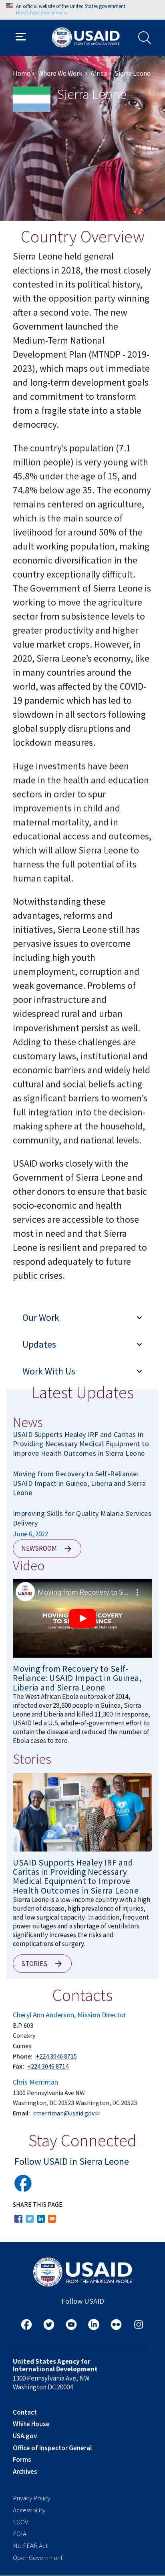 An official website of the United States government
Here's how you know
USAID
FROM THE AMERICAN PEOPLE
Home › Where We Work › Africa › Sierra Leone
Sierra Leone
Country Overview
Sierra Leone held general
elections in 2018, the most closely
contested in its political history,
with the opposition party winning
after a second vote. The new
Government launched the
Medium-Term National
Development Plan (MTNDP - 2019-
2023), which maps out immediate
and long-term development goals
and commitment to transform
from a fragile state to a stable
democracy.
The country's population (7.1
million people) is very young with
45.8% under the age of 15, and
74.8% below age 35. The economy
remains centered on agriculture,
which is the main source of
livelihood for around 50% of the
adult working population, making
economic diversification
exceptionally difficult.
The Government of Sierra Leone is
seeking to transform agriculture
from subsistence levels to greater
productivity and higher
value market crops. However, in
2020, Sierra Leone's economy, like
in many countries around the
world, was affected by the COVID-
19 pandemic which has led to
slowdown in all sectors following
global supply disruptions and
lockdown measures.
Huge investments have been
made in the health and education
sectors in order to spur
improvements in child and
maternal mortality, and in
educational access and outcomes,
which will allow Sierra Leone to
harness the full potential of its
human capital.
Notwithstanding these
advantages, reforms and
initiatives, Sierra Leone still has
pervasive issues to overcome
including high youth
unemployment, corruption and
weak governance. Problems of
poor infrastructure and
widespread rural and urban
impoverishment persist as well.
Adding to these challenges are
customary laws, institutional and
economic barriers and widely held
cultural and social beliefs acting
as big barriers to women's full
integration into the decision-
making sphere at the household,
community, and national levels.
USAID works closely with the
Government of Sierra Leone and
other civic actors to ensure
access is accessible to those
most in need and that Sierra
Leone is resilient and prepared to
respond adequately to future
public crises.
Our Work
Updates
Work With Us
Latest Updates
News
USAID Supports Healey IRF and Caritas in
Providing Necessary Medical Equipment to
Improve Health Outcomes in Sierra Leone
Moving from Recovery to Self-Reliance:
USAID Impact in Guinea, Liberia and Sierra
Leone
Improving Skills for Quality Malaria Services
Delivery
June 6, 2022
NEWSROOM
Video
Moving from Recovery to S...
Moving from Recovery to Self-
Reliance: USAID Impact in Guinea,
Liberia and Sierra Leone
The West African Ebola outbreak of 2014,
infected over 28,600 people in Guinea, Sierra
Leone and Liberia and killed 11,300. In response,
USAID led a U.S. whole-of-government effort to
contain the disease and reduce the number of
Ebola cases to zero.
Stories
USAID Supports Healey IRF and
Caritas in Providing Necessary
Medical Equipment to Improve
Health Outcomes in Sierra Leone
Sierra Leone is a low-income country with a high
burden of disease, high prevalence of injuries,
and low surgical capacity. In addition, frequent
power outages and a shortage of ventilators
significantly increase the risks and
complications of surgery.
STORIES
Contacts
Cheryl Ann Anderson, Mission Director
B.P. 603
Conakry
Guinea
Phone: +224 3046 8715
Fax: +224 3046 8714
Chris Merriman
1300 Pennsylvania Ave NW
Washington, DC 20523 Washington, DC 20523
Email: cmerriman@usaid.gov
Stay Connected
Follow USAID in Sierra Leone
SHARE THIS PAGE
USAID
FROM THE AMERICAN PEOPLE
Follow USAID
United States Agency for
International Development
1300 Pennsylvania Ave, NW
Washington DC 20004
Contact
White House
USA.gov
Office of Inspector General
Forms
Archives
Privacy Policy
Accessibility
EGOV
FOIA
No FEAR Act
Open Government